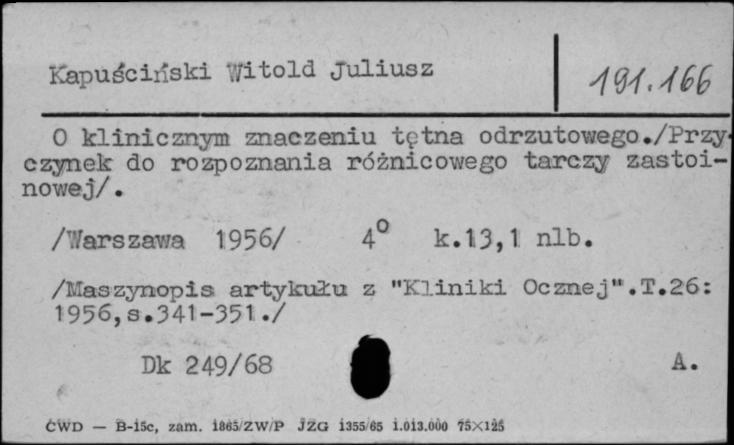 Kapuściński Witold Juliusz
191.166
O klinicznym znaczeniu tętna odrzutowego./Przy-
czynek do rozpoznania różnicowego tarczy zastoi-
nowej/.
/Warszawa 1956/ 4° k.13,1 nlb.
/Maszynopis artykułu z "Kliniki Ocznej".T.26:
1956,s.341-351./
Dk 249/68 A.
CWD — B-15c, zam. 1865/ZW/P JZG 1355/65 1.013.000 75×125